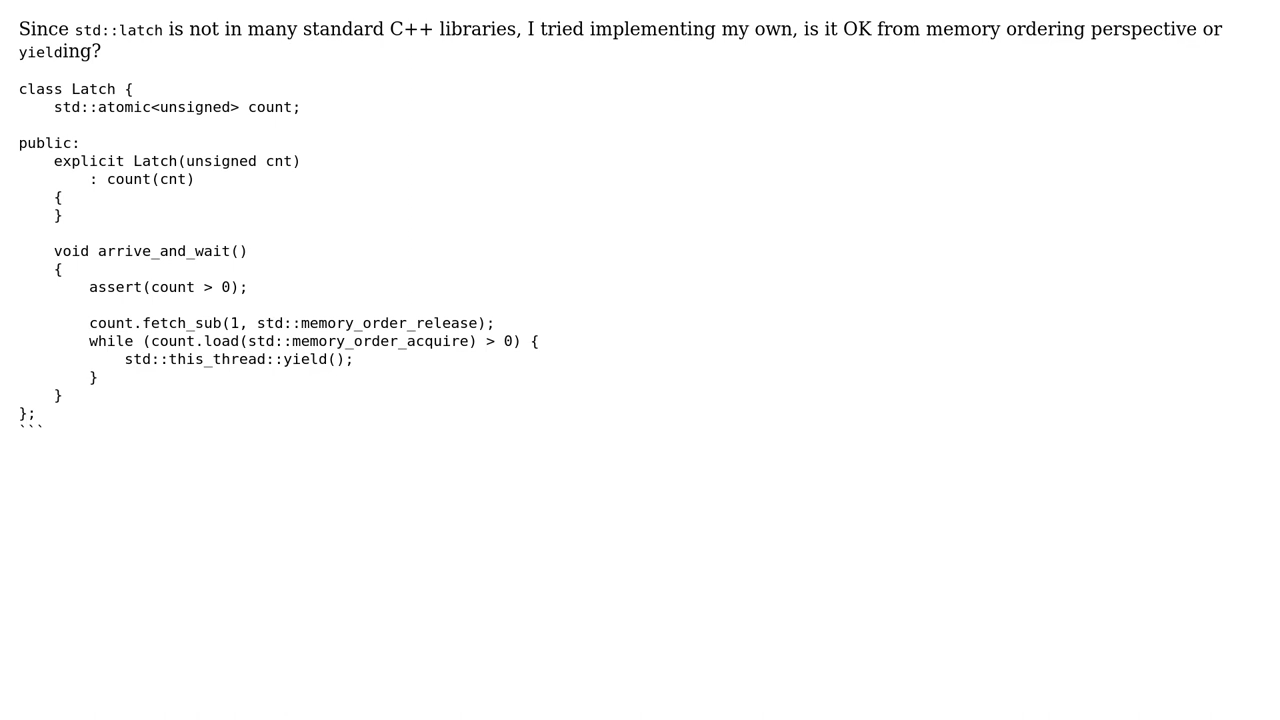 Since std::latch is not in many standard C++ libraries, I tried implementing my own, is it OK from memory ordering perspective or
yielding?
class Latch {
    std::atomic<unsigned> count;
public:
    explicit Latch(unsigned cnt)
        : count(cnt)
    {
    }
    void arrive_and_wait()
    {
        assert(count > 0);
        count.fetch_sub(1, std::memory_order_release);
        while (count.load(std::memory_order_acquire) > 0) {
            std::this_thread::yield();
        }
    }
};
```